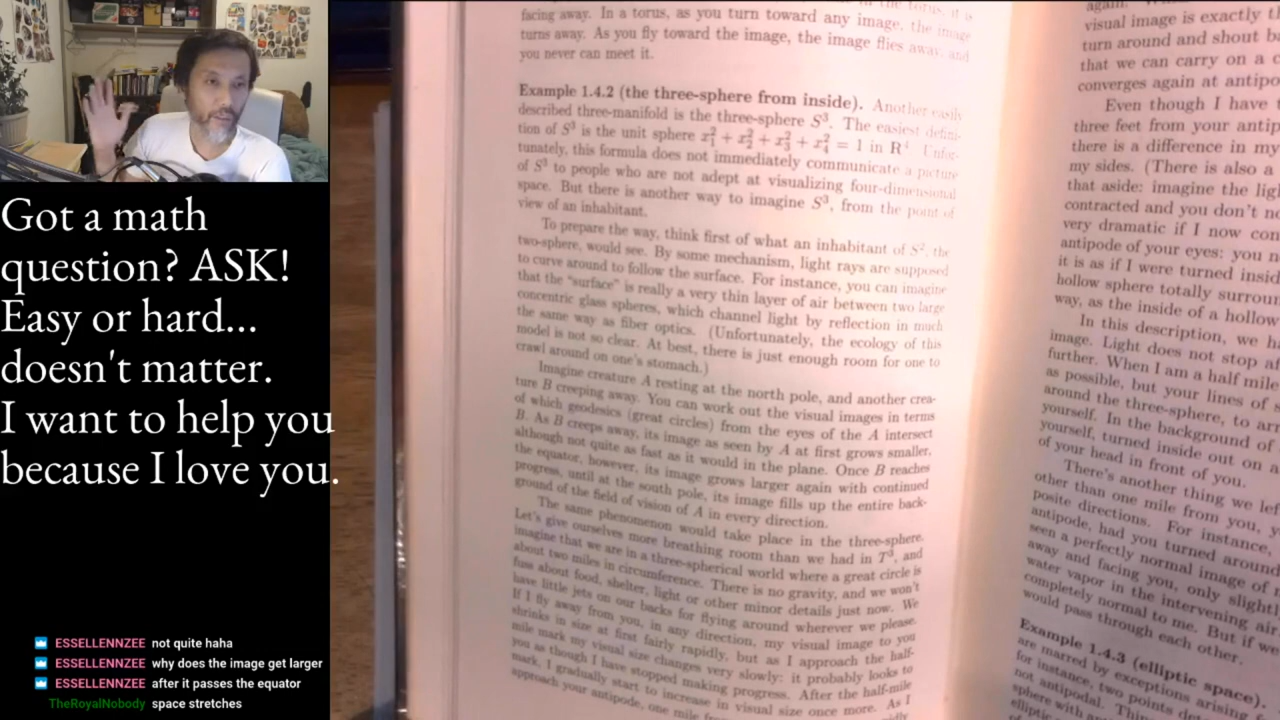 Got a math
question? ASK!
Easy or hard...
doesn't matter.
I want to help you
because I love you.
ESSELLENNZEE not quite haha
ESSELLENNZEE why does the image get larger
ESSELLENNZEE after it passes the equator
TheRoyalNobody space stretches
facing away. In a torus, as you turn toward any image, the image
turns away. As you fly toward the image, the image flies away, and
you never can meet it.
Example 1.4.2 (the three-sphere from inside). Another easily
described three-manifold is the three-sphere S³. The easiest defini-
tion of S³ is the unit sphere x₁² + x₂² + x₃² + x₄² = 1 in R⁴. Unfor-
tunately, this formula does not immediately communicate a picture
of S³ to people who are not adept at visualizing four-dimensional
space. But there is another way to imagine S³, from the point of
view of an inhabitant.
To prepare the way, think first of what an inhabitant of S², the
two-sphere, would see. By some mechanism, light rays are supposed
to curve around to follow the surface. For instance, you can imagine
that the "surface" is really a very thin layer of air between two large
concentric glass spheres, which channel light by reflection in much
the same way as fiber optics. (Unfortunately, the ecology of this
model is not so clear. At best, there is just enough room for one to
crawl around on one's stomach.)
Imagine creature A resting at the north pole, and another crea-
ture B creeping away. You can work out the visual images in terms
of which geodesics (great circles) from the eyes of the A intersect
B. As B creeps away, its image as seen by A at first grows smaller,
although not quite as fast as it would in the plane. Once B reaches
the equator, however, its image grows larger again with continued
progress, until at the south pole, its image fills up the entire back-
ground of the field of vision of A in every direction.
The same phenomenon would take place in the three-sphere.
Let's give ourselves more breathing room than we had in T³, and
imagine that we are in a three-spherical world where a great circle is
about two miles in circumference. There is no gravity, and we won't
fuss about food, shelter, light or other minor details just now. We
have little jets on our backs for flying around wherever we please.
If I fly away from you, in any direction, my visual image to you
shrinks in size at first fairly rapidly, but as I approach the half-
mile mark my visual size changes very slowly: it probably looks to
you as though I have stopped making progress. After the half-mile
mark, I gradually start to increase in visual size once more. As I
approach your antipode, one mile
again.
visual image is exactly
turn around and shout
that we can carry on a
converges again at
Even though I have
three feet from your
there is a difference in my
my sides. (There is also a
that aside: imagine the
contracted and you don't
very dramatic if I now
antipode of your eyes: you
it is as if I were turned
hollow sphere totally
way, as the inside of a hollow
In this description, we
image. Light does not stop
further. When I am a half mile
as possible, but your lines of
around the three-sphere, to
yourself. In the background of
yourself, turned inside out on a
of your head in front of you.
There's another thing we
other than one mile from you,
posite directions. For instance,
antipode, had you turned around
seen a perfectly normal image of
away and facing you, only
water vapor in the intervening
completely normal to me. But if we
would pass through each other.
Example 1.4.3 (elliptic space).
are marred by exceptions arising
for instance, two points
not antipodal.
sphere with